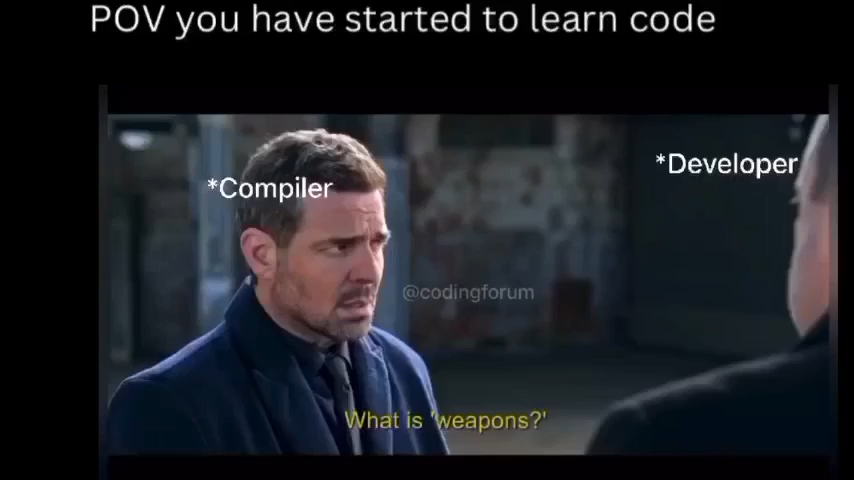 POV you have started to learn code
*Developer
*Compiler
@codingforum
What is 'weapons?'